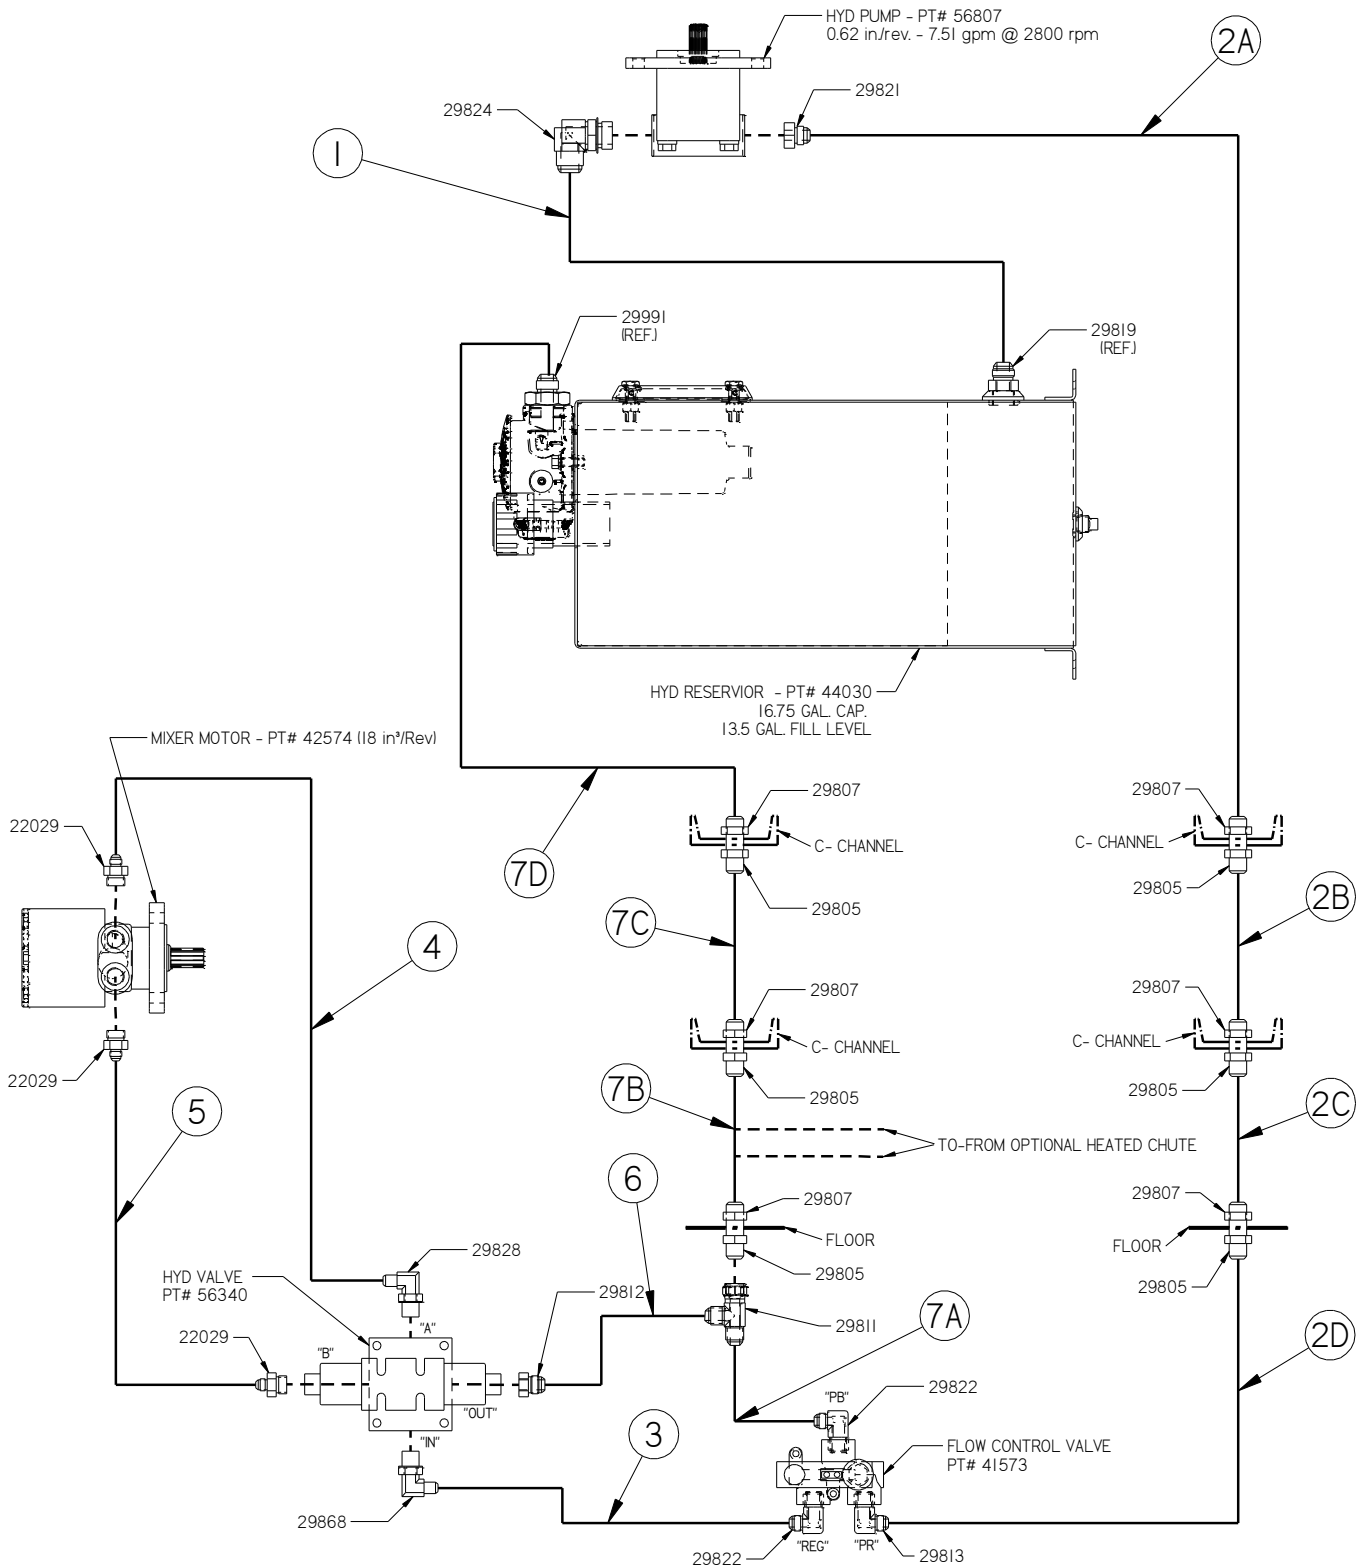 HYD PUMP - PT# 56807
0.62 in/rev. - 7.51 gpm @ 2800 rpm
2A
29821
29824
1
29991
(REF.)
29819
(REF.)
HYD RESERVIOR - PT# 44030
16.75 GAL. CAP.
13.5 GAL. FILL LEVEL
MIXER MOTOR - PT# 42574 (18 in³/Rev)
29807
29807
22029
C- CHANNEL
C- CHANNEL
7D
29805
29805
7C
2B
4
29807
29807
C- CHANNEL
C- CHANNEL
22029
7B
29805
29805
5
2C
TO-FROM OPTIONAL HEATED CHUTE
6
29807
29807
FLOOR
FLOOR
29828
29805
29805
HYD VALVE
PT# 56340
29812
29811
7A
"A"
22029
"B"
2D
"OUT"
"PB"
29822
"IN"
3
FLOW CONTROL VALVE
PT# 41573
29868
29822
"REG"
"PR"
29813